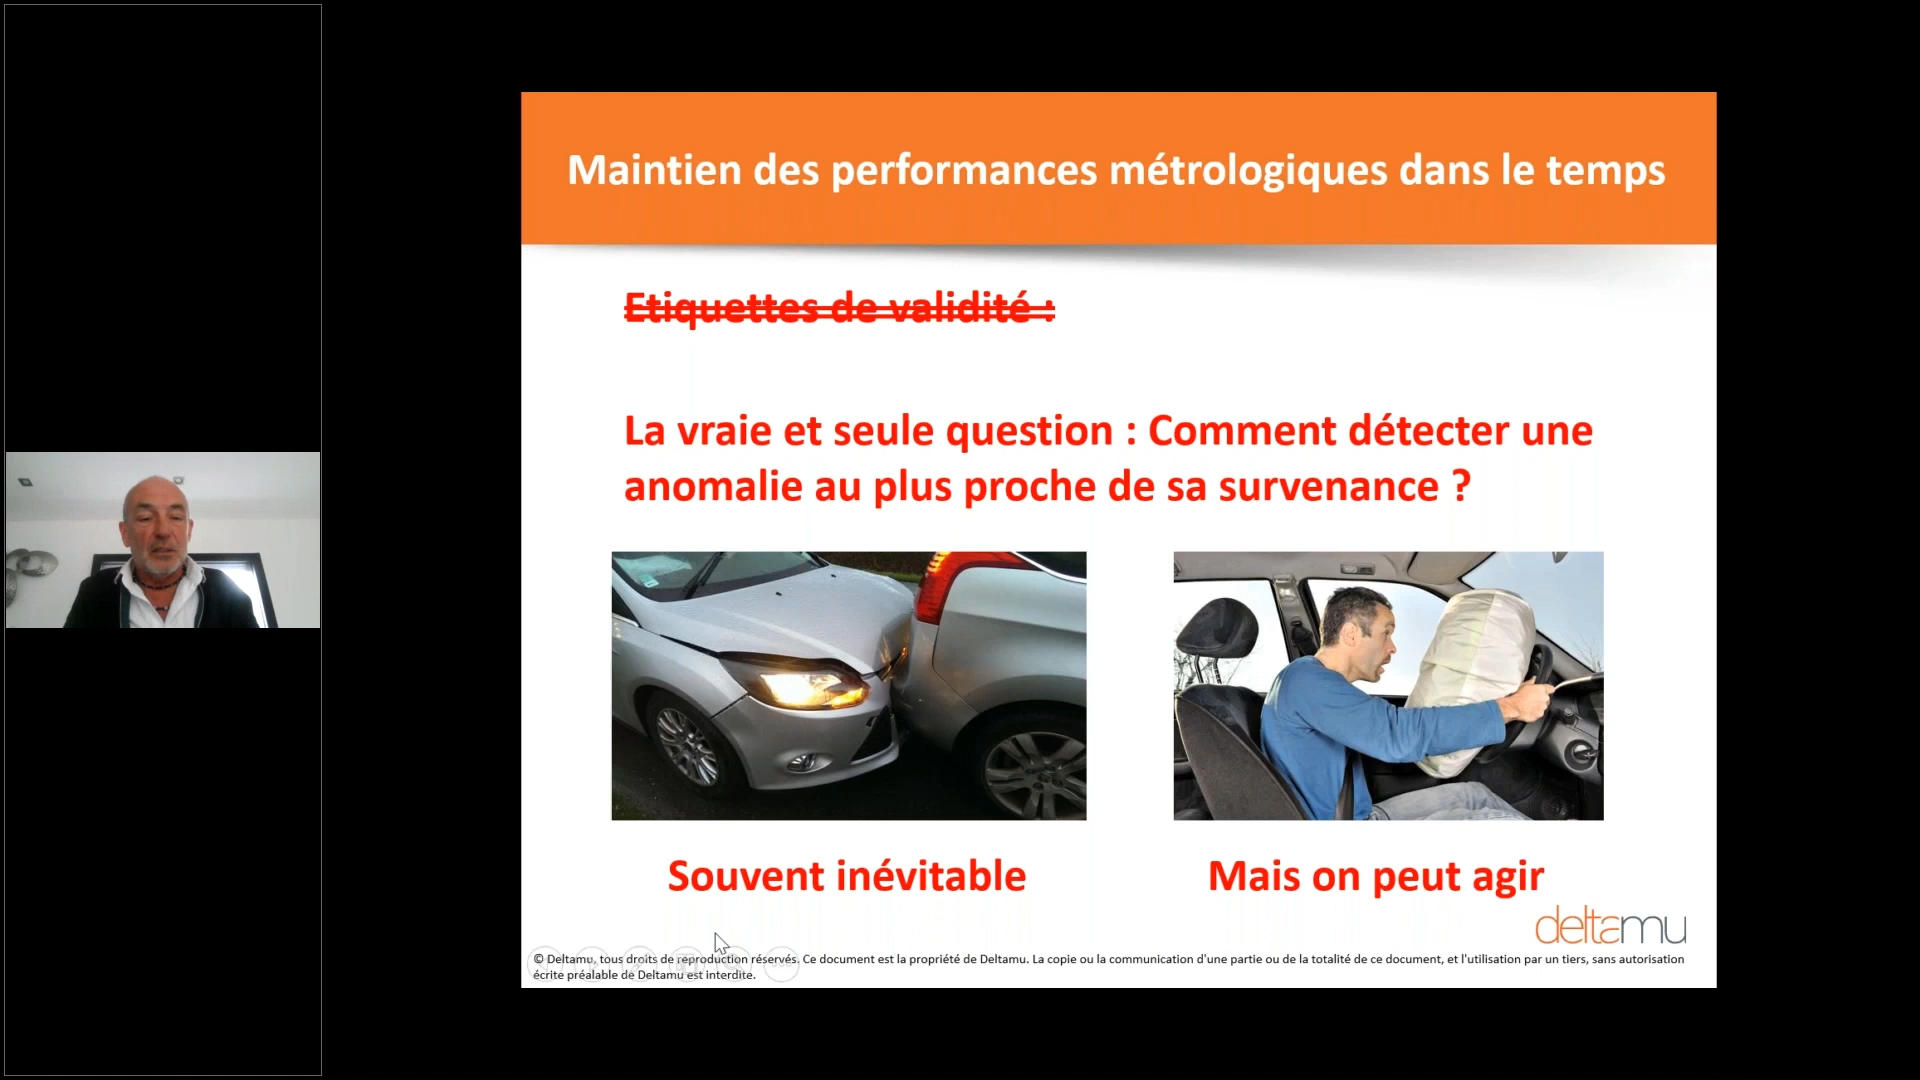 Maintien des performances métrologiques dans le temps
Etiquettes de validité :
La vraie et seule question : Comment détecter une
anomalie au plus proche de sa survenance ?
Souvent inévitable
Mais on peut agir
deltamu
© Deltamu, tous droits de reproduction réservés. Ce document est la propriété de Deltamu. La copie ou la communication d'une partie ou de la totalité de ce document, et l'utilisation par un tiers, sans autorisation
écrite préalable de Deltamu est interdite.